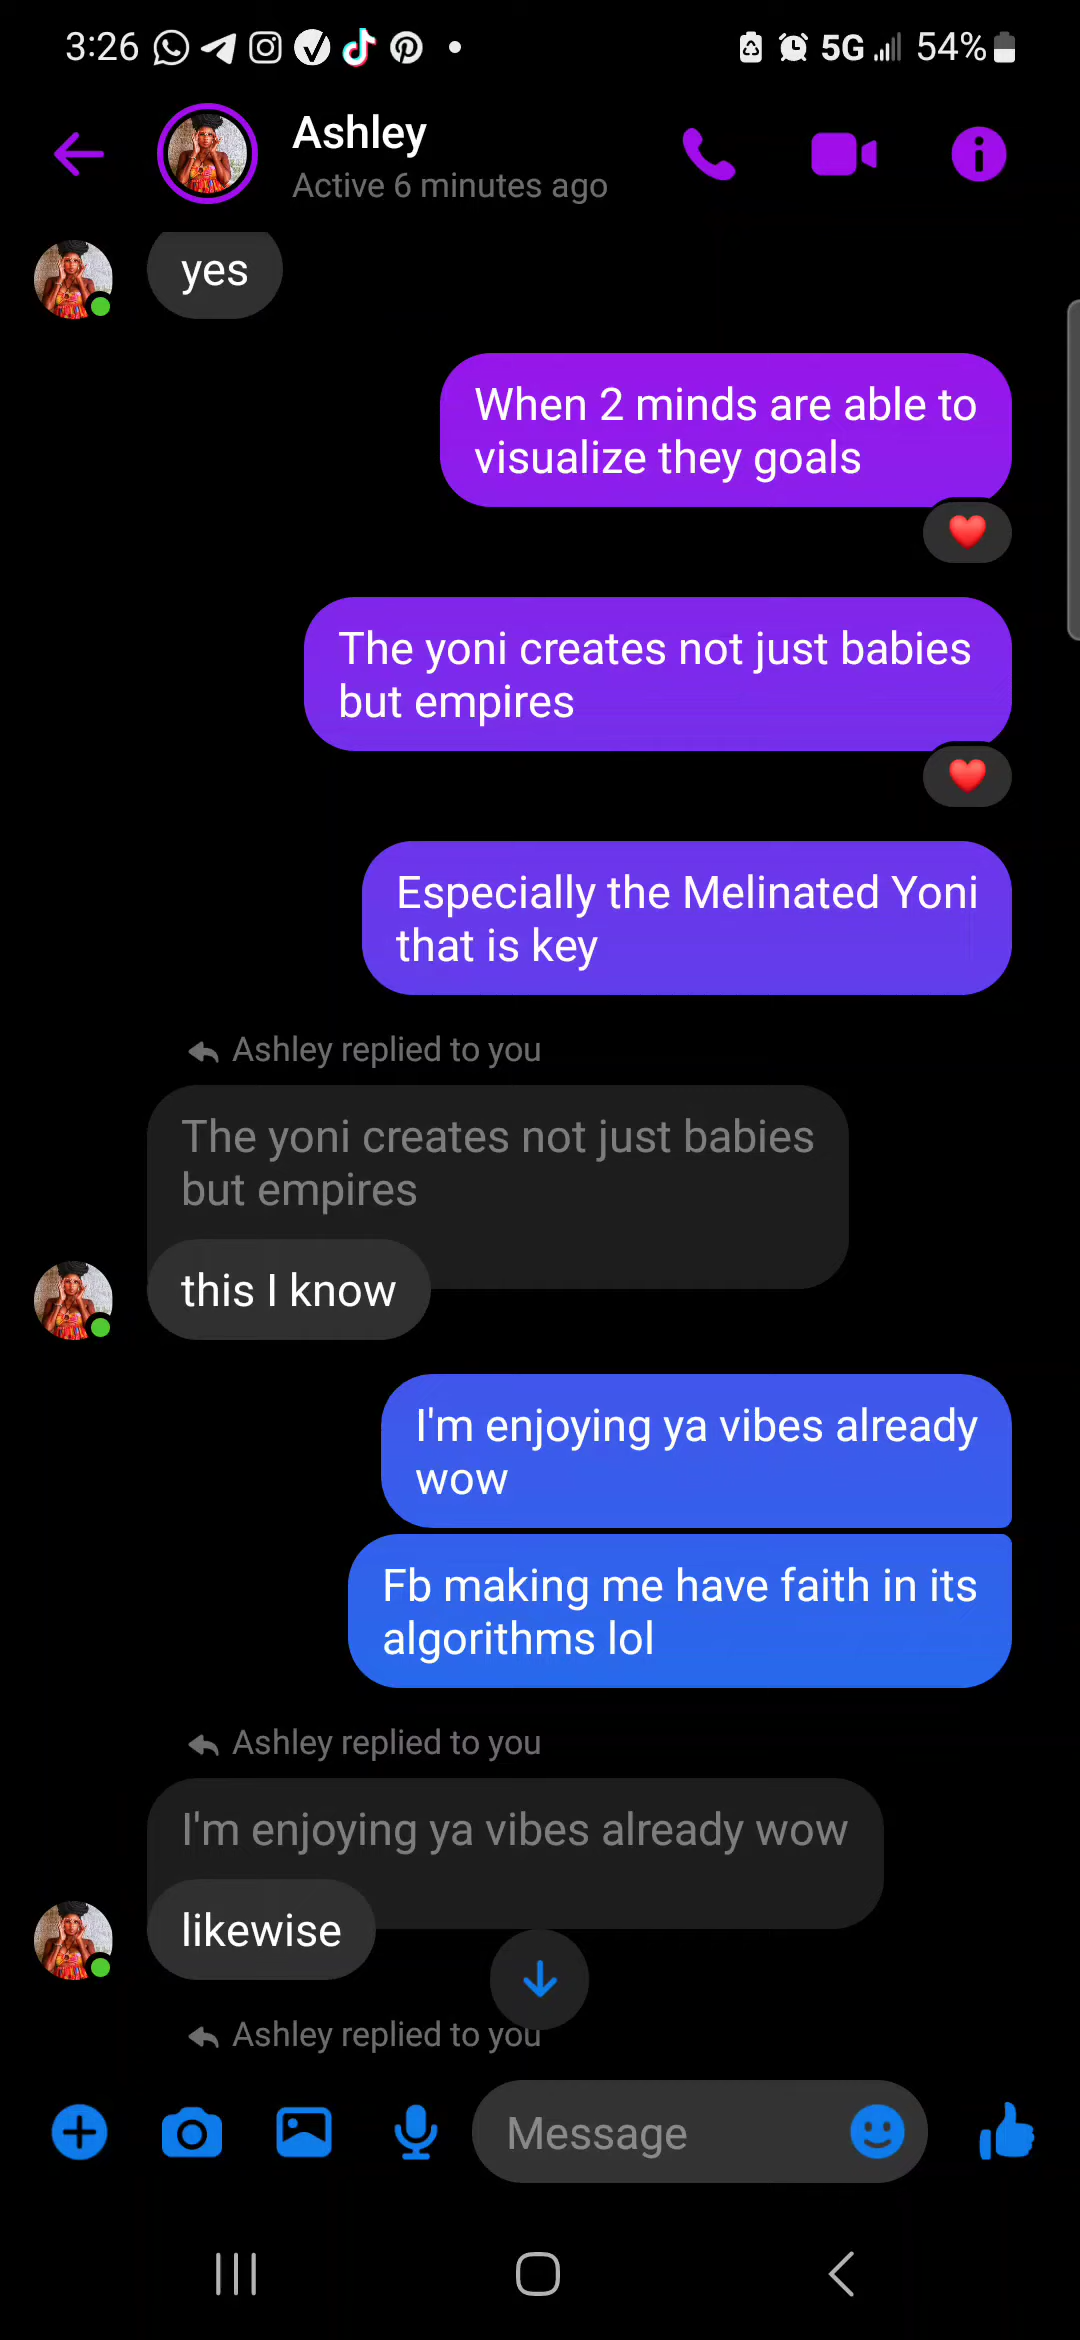 3:26
5G
54%
Ashley
Active 6 minutes ago
yes
When 2 minds are able to
visualize they goals
The yoni creates not just babies
but empires
Especially the Melinated Yoni
that is key
Ashley replied to you
The yoni creates not just babies
but empires
this I know
I'm enjoying ya vibes already
wow
Fb making me have faith in its
algorithms lol
Ashley replied to you
I'm enjoying ya vibes already wow
likewise
Ashley replied to you
Message